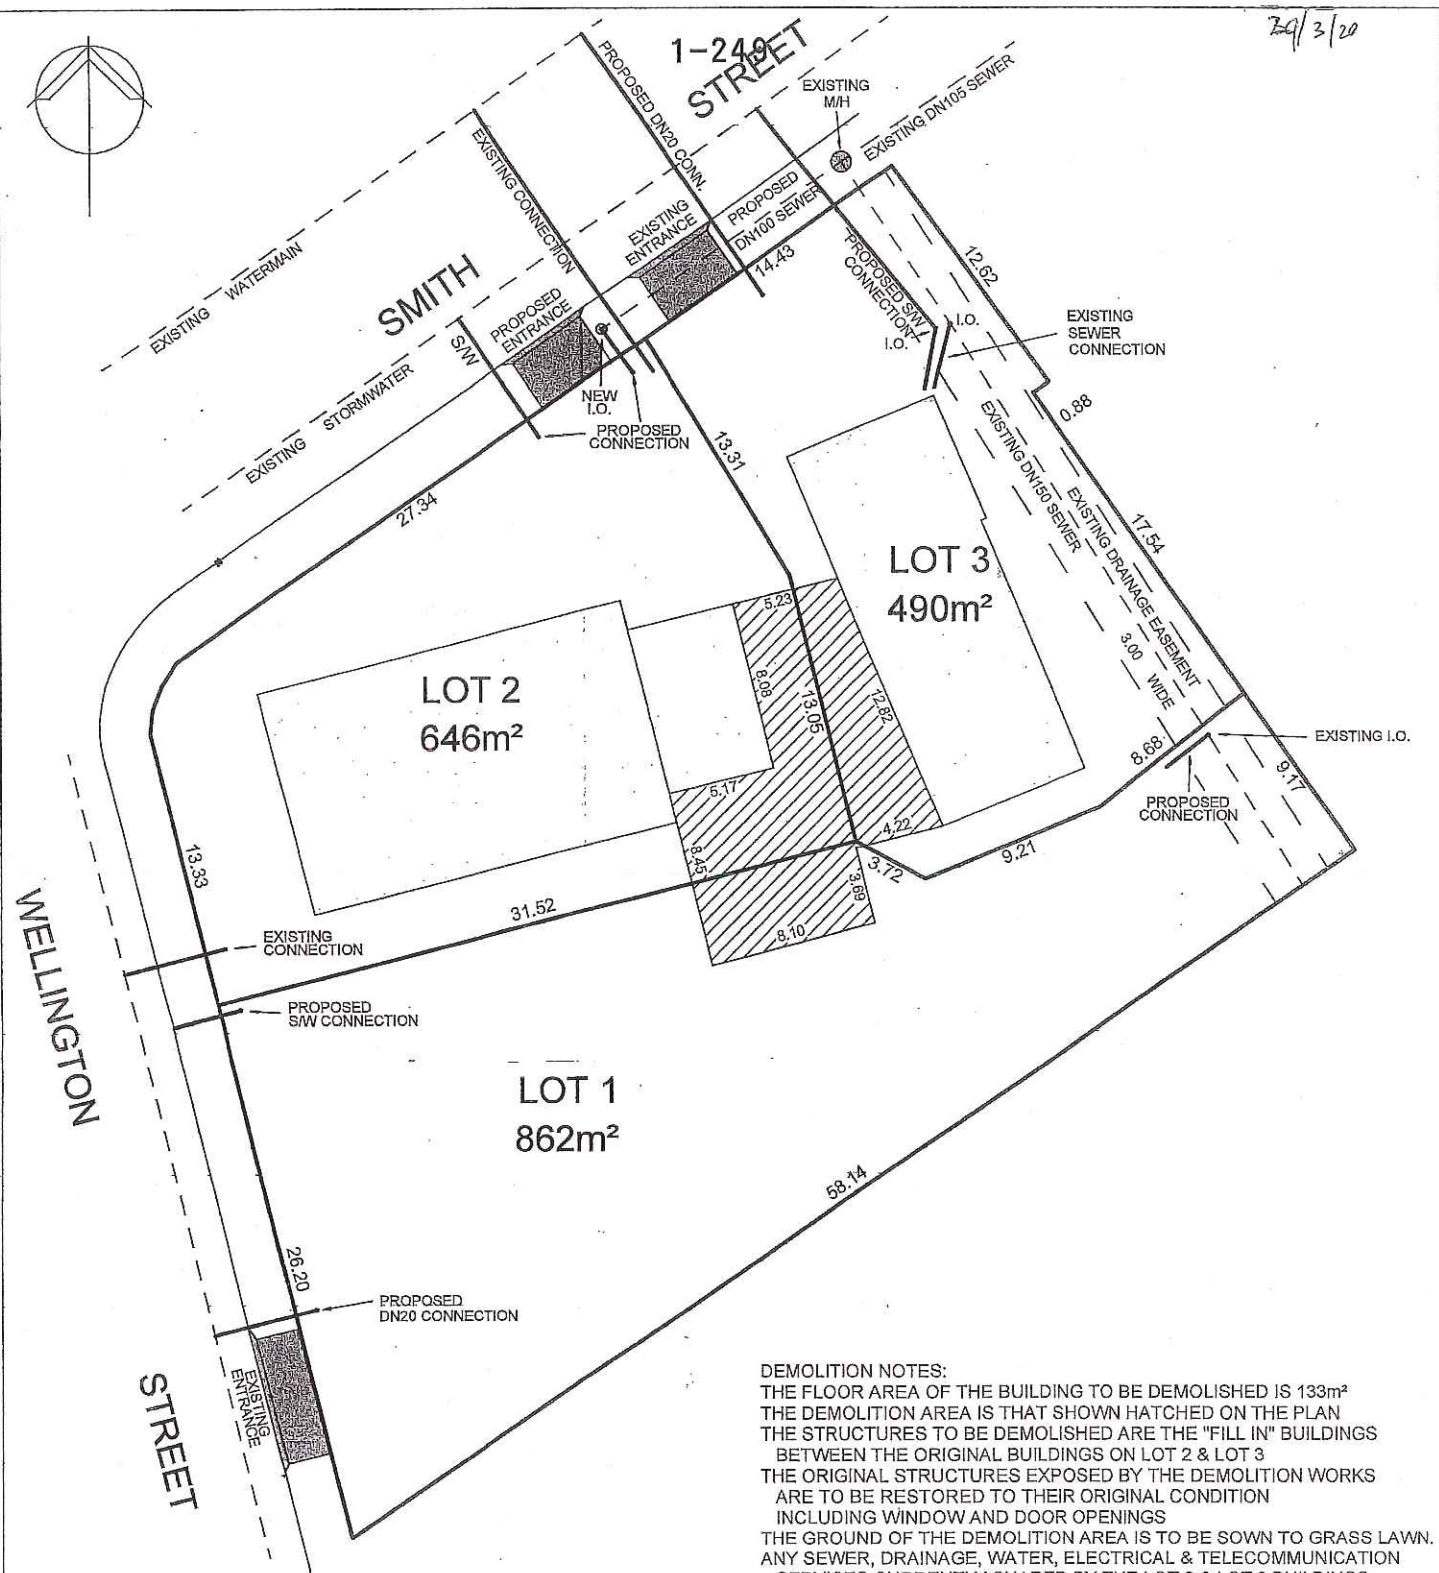 29/3/20
1-249
STREET
SMITH
EXISTING WATERMAIN
EXISTING STORMWATER
EXISTING CONNECTION
PROPOSED DN20 CONN.
EXISTING
M/H
EXISTING DN105 SEWER
PROPOSED
DN100 SEWER
EXISTING
ENTRANCE
PROPOSED
ENTRANCE
S/W
NEW
I.O.
PROPOSED
CONNECTION
14.43
PROPOSED S/W
CONNECTION
I.O.
I.O.
12.62
EXISTING
SEWER
CONNECTION
0.88
13.31
27.34
EXISTING DN150 SEWER
EXISTING DRAINAGE EASEMENT
3.00 WIDE
17.54
LOT 3
490m²
5.23
8.08
13.05
12.82
LOT 2
646m²
5.17
8.45
4.22
3.72
3.69
8.10
9.21
8.68
9.17
EXISTING I.O.
PROPOSED
CONNECTION
13.33
31.52
WELLINGTON
EXISTING
CONNECTION
PROPOSED
S/W CONNECTION
LOT 1
862m²
58.14
26.20
PROPOSED
DN20 CONNECTION
EXISTING
ENTRANCE
STREET
DEMOLITION NOTES:
THE FLOOR AREA OF THE BUILDING TO BE DEMOLISHED IS 133m²
THE DEMOLITION AREA IS THAT SHOWN HATCHED ON THE PLAN
THE STRUCTURES TO BE DEMOLISHED ARE THE "FILL IN" BUILDINGS
BETWEEN THE ORIGINAL BUILDINGS ON LOT 2 & LOT 3
THE ORIGINAL STRUCTURES EXPOSED BY THE DEMOLITION WORKS
ARE TO BE RESTORED TO THEIR ORIGINAL CONDITION
INCLUDING WINDOW AND DOOR OPENINGS
THE GROUND OF THE DEMOLITION AREA IS TO BE SOWN TO GRASS LAWN.
ANY SEWER, DRAINAGE, WATER, ELECTRICAL & TELECOMMUNICATION